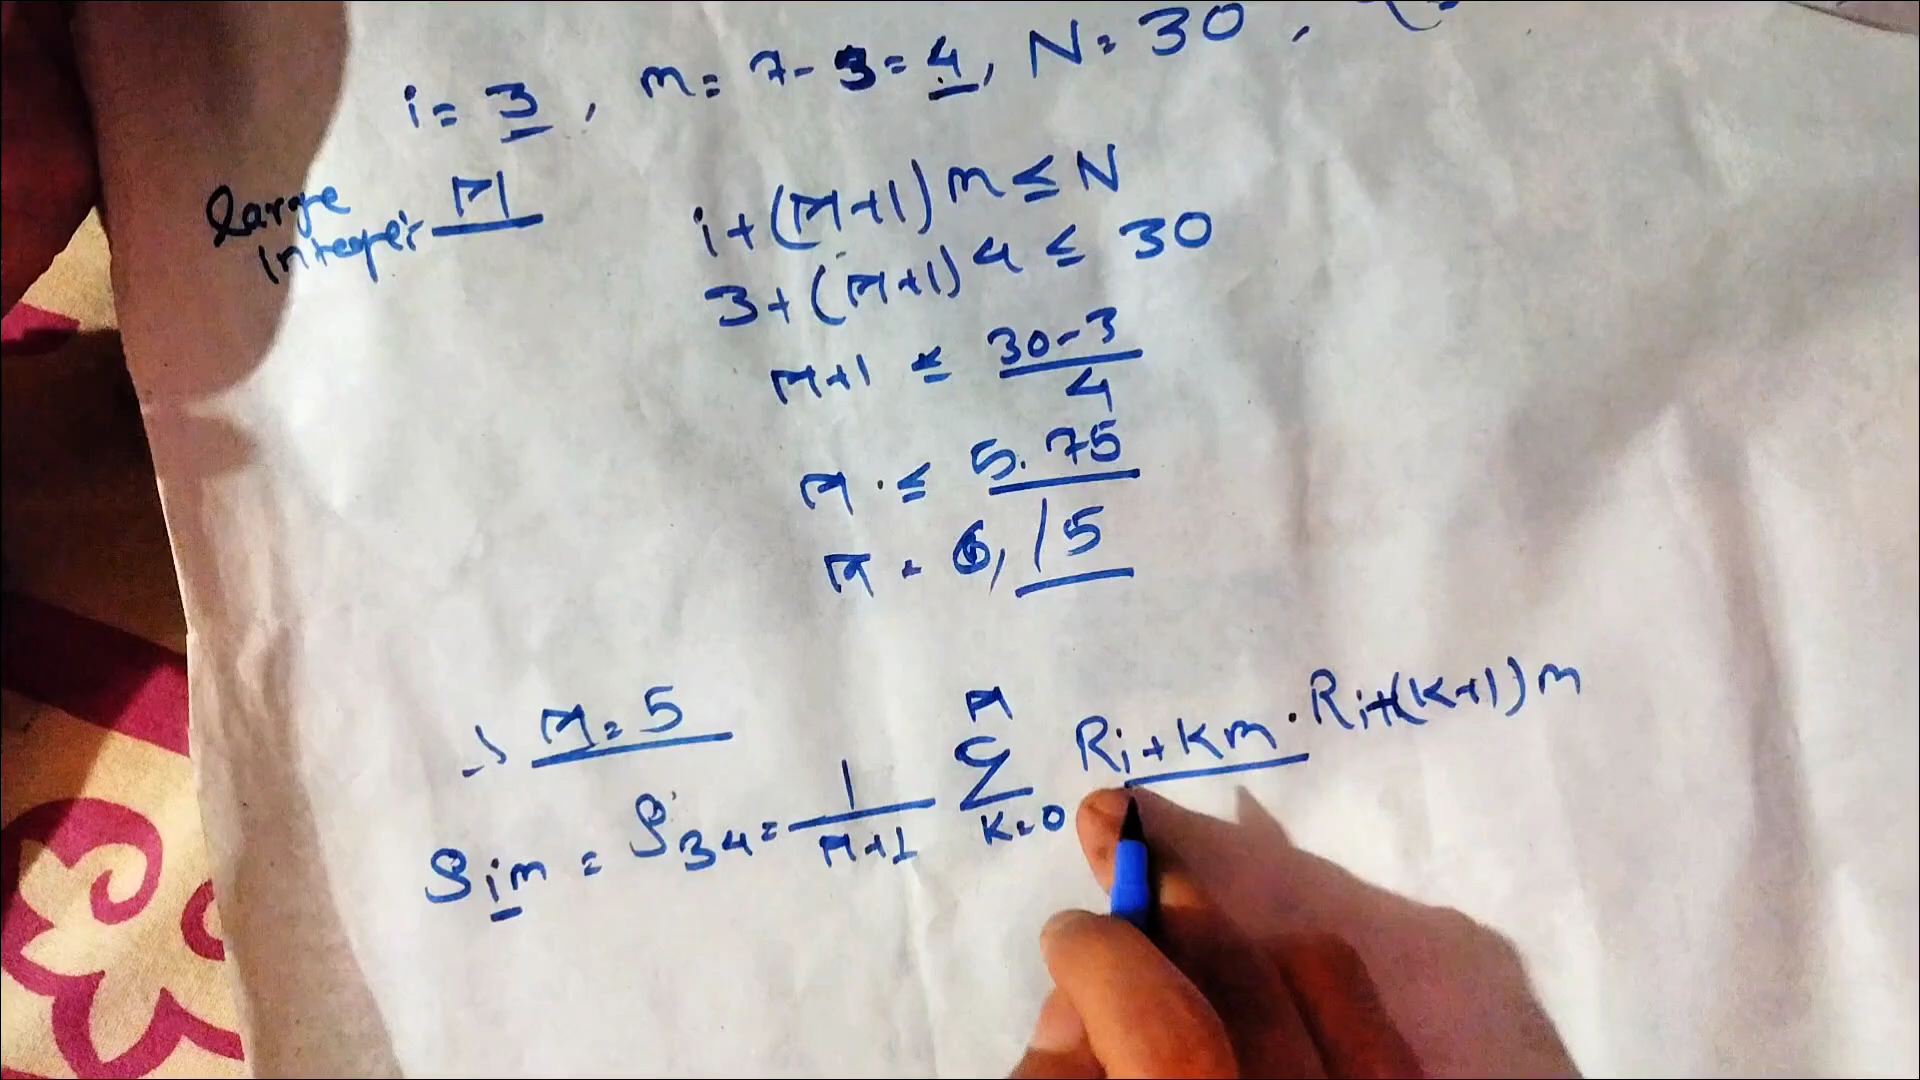 i = 3, m = 7 - 3 = 4, N = 30,
large integer: M
i + (M+1) m ≤ N
3 + (M+1) 4 ≤ 30
M+1 ≤ 30-3 / 4
M ≤ 5.75
M = 6, / 5
→ M = 5
ρim = ρ34 = 1 / M+1 M Σ K=0 Ri+Km . Ri+(K+1)m